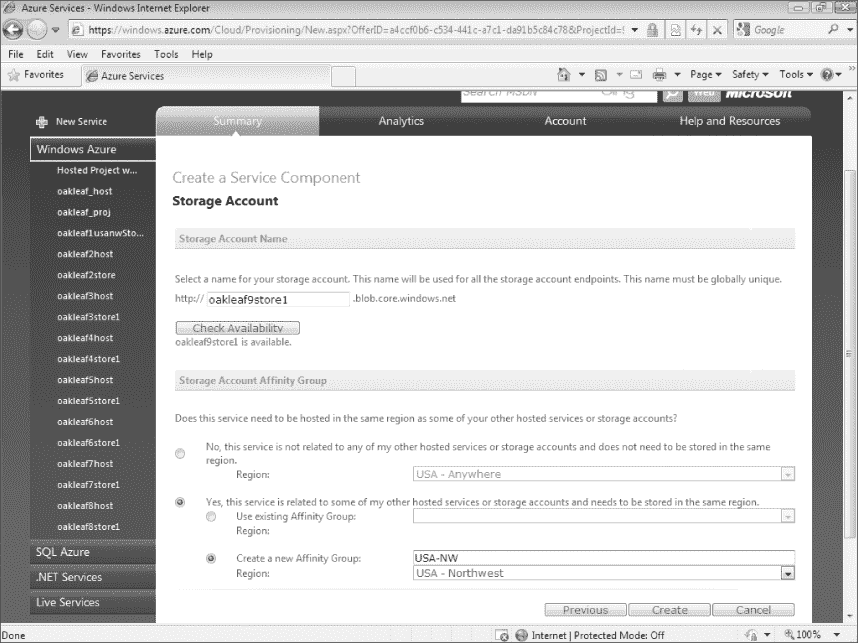 Azure Services - Windows Internet Explorer
https://windows.azure.com/Cloud/Provisioning/New.aspx?OfferID=a4ccf0b6-c534-441c-a7c1-da91b5c84c78&ProjectId=
Google
File Edit View Favorites Tools Help
Favorites Azure Services Page Safety Tools
Search MSDN bing Web Microsoft
New Service Summary Analytics Account Help and Resources
Windows Azure
Hosted Project w...
oakleaf_host
oakleaf_proj
oakleaf1usanwSto...
oakleaf2host
oakleaf2store
oakleaf3host
oakleaf3store1
oakleaf4host
oakleaf4store1
oakleaf5host
oakleaf5store1
oakleaf6host
oakleaf6store1
oakleaf7host
oakleaf7store1
oakleaf8host
oakleaf8store1
SQL Azure
.NET Services
Live Services
Create a Service Component
Storage Account
Storage Account Name
Select a name for your storage account. This name will be used for all the storage account endpoints. This name must be globally unique.
http:// oakleaf9store1 .blob.core.windows.net
Check Availability
oakleaf9store1 is available.
Storage Account Affinity Group
Does this service need to be hosted in the same region as some of your other hosted services or storage accounts?
No, this service is not related to any of my other hosted services or storage accounts and does not need to be stored in the same
region.
Region: USA - Anywhere
Yes, this service is related to some of my other hosted services or storage accounts and needs to be stored in the same region.
Use existing Affinity Group:
Region:
Create a new Affinity Group: USA-NW
Region: USA - Northwest
Previous Create Cancel
Done Internet | Protected Mode: Off 100%